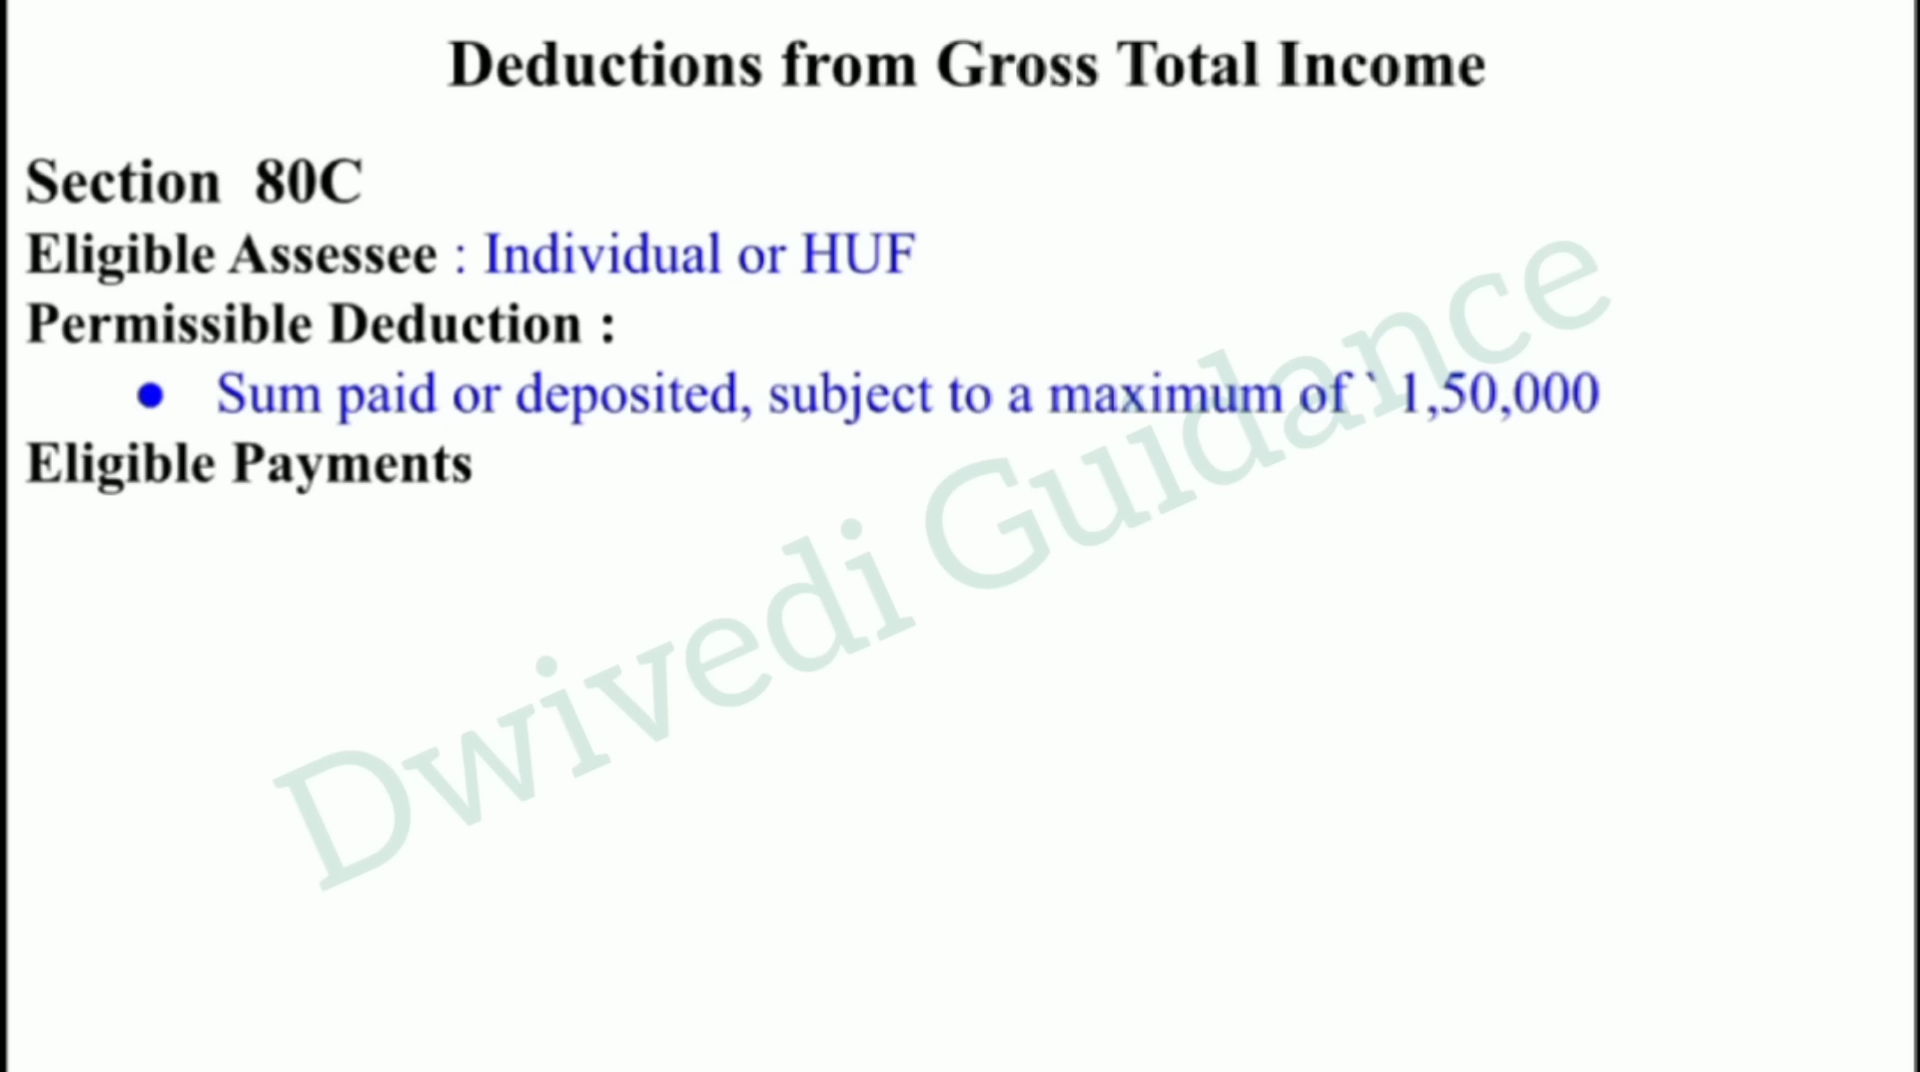 Deductions from Gross Total Income
Section 80C
Eligible Assessee : Individual or HUF
Permissible Deduction :
● Sum paid or deposited, subject to a maximum of ` 1,50,000
Eligible Payments
Dwivedi Guidance